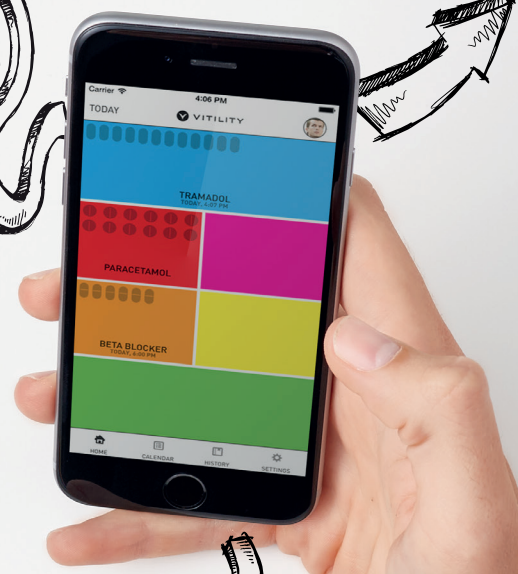 Carrier
4:06 PM
TODAY
VITILITY
TRAMADOL
TODAY, 4:07 PM
PARACETAMOL
BETA BLOCKER
TODAY, 6:00 PM
HOME
CALENDAR
HISTORY
SETTINGS